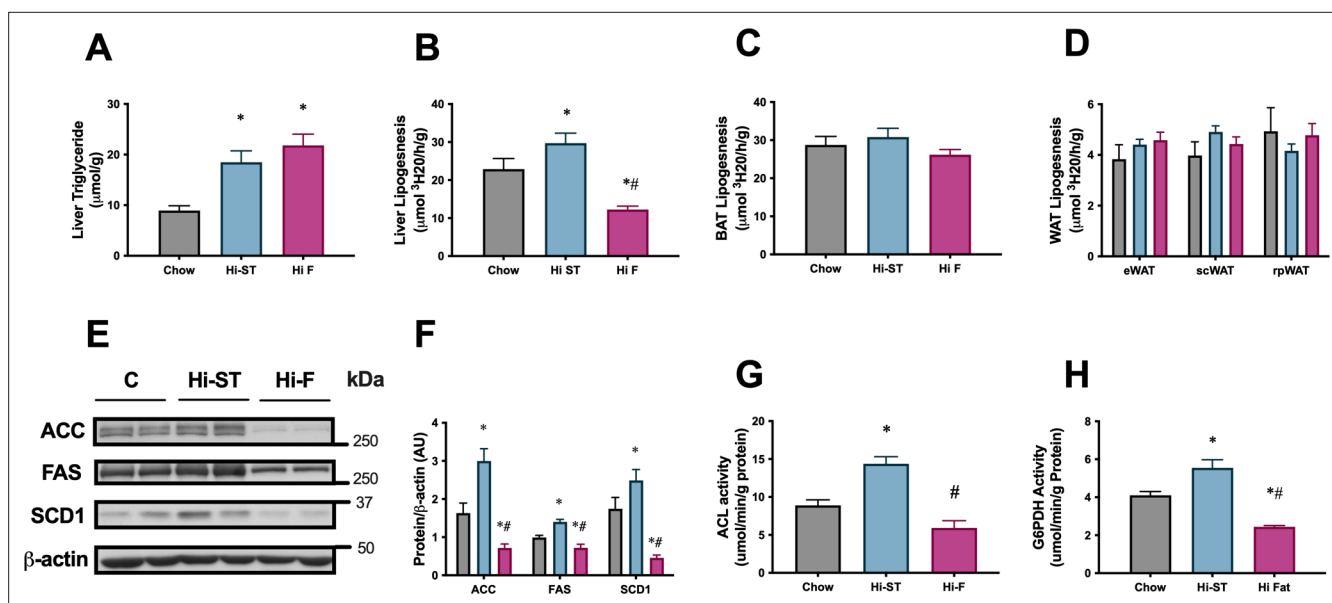 A
B
C
D
Liver Triglyceride
(μmol/g)
30
20
10
0
*
*
Chow
Hi-ST
Hi F
Liver Lipogesnesis
(μmol ³H20/h/g)
40
30
20
10
0
*
*#
Chow
Hi ST
Hi F
BAT Lipogesnesis
(μmol ³H20/h/g)
40
30
20
10
0
Chow
Hi-ST
Hi F
WAT Lipogesnesis
(μmol ³H20/h/g)
6
4
2
0
eWAT
scWAT
rpWAT
E
C
Hi-ST
Hi-F
kDa
ACC
250
FAS
250
37
SCD1
50
β-actin
F
Protein/β-actin (AU)
4
3
2
1
0
*
*#
*
*#
*
*#
ACC
FAS
SCD1
G
ACL activity
(umol/min/g protein)
20
15
10
5
0
*
#
Chow
Hi-ST
Hi-F
H
G6PDH Activity
(umol/min/g Protein)
8
6
4
2
0
*
*#
Chow
Hi-ST
Hi Fat